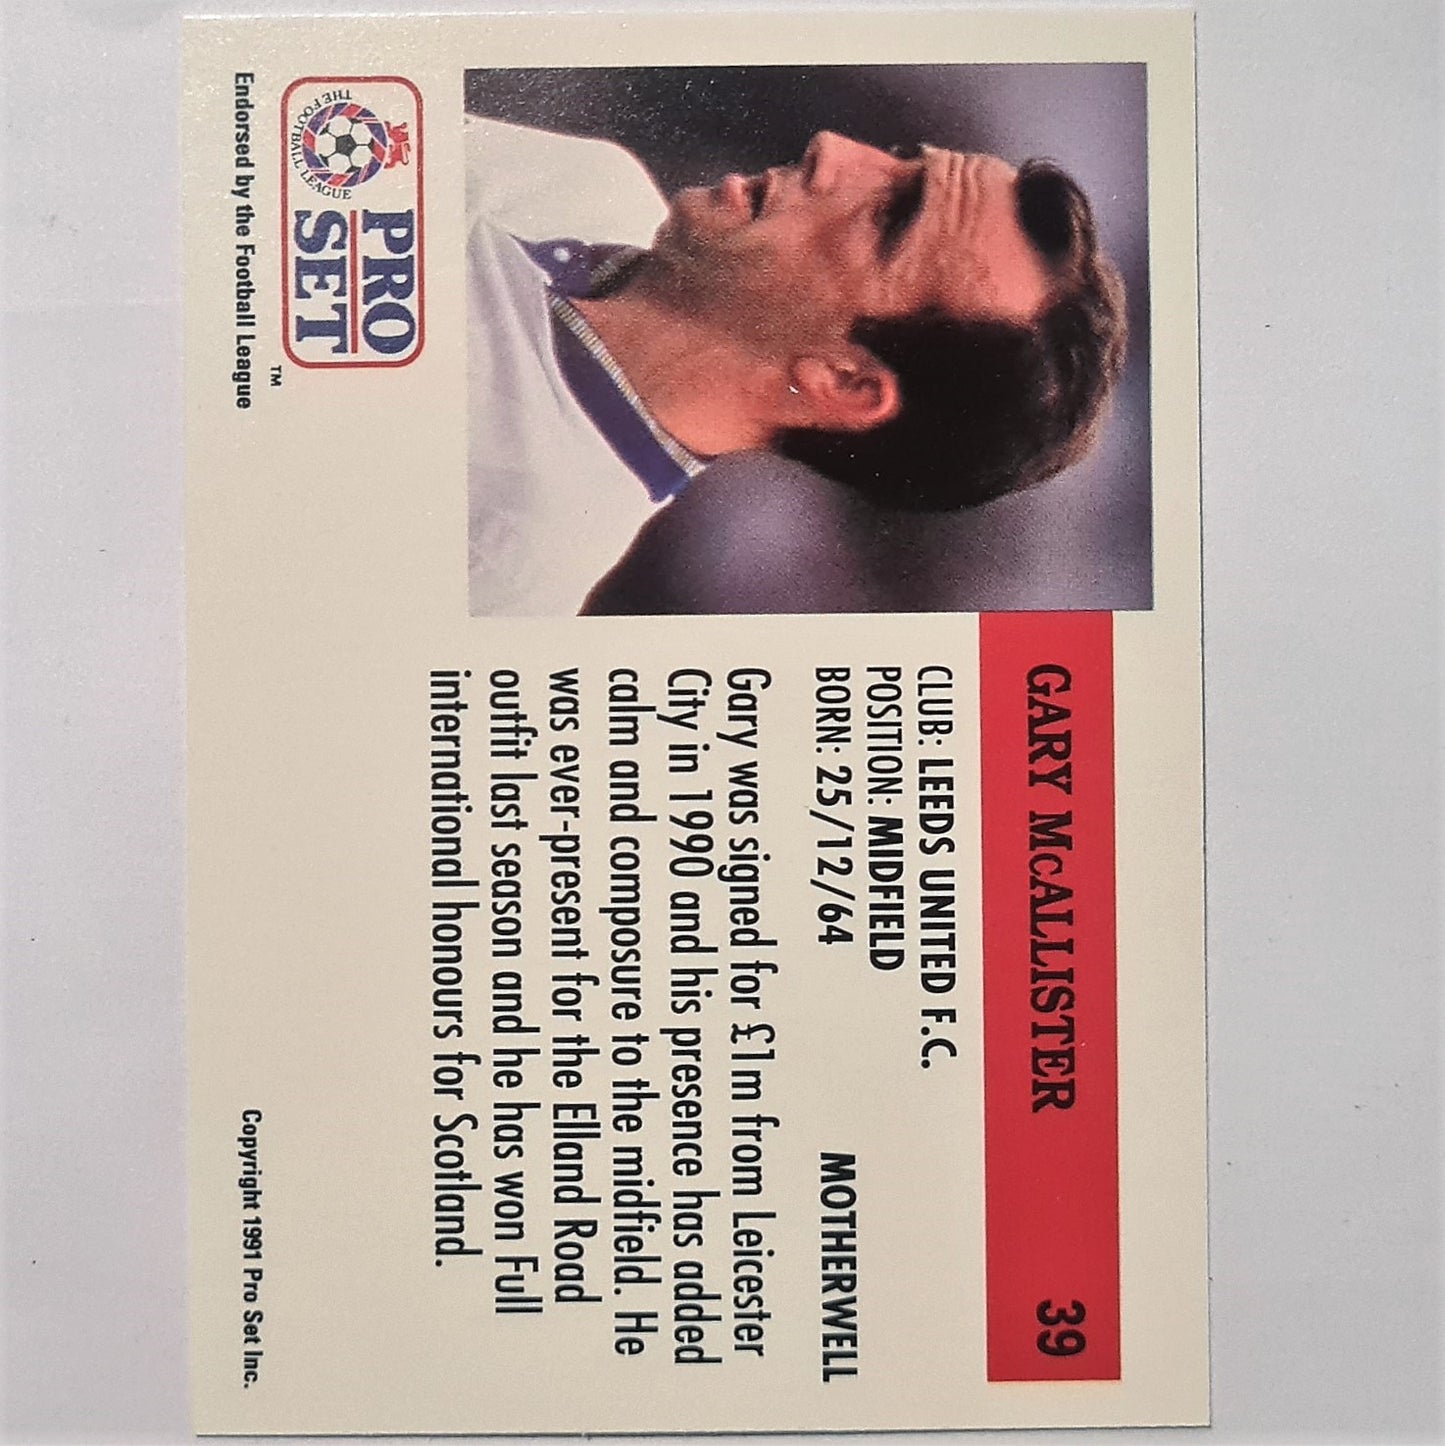 GARY McALLISTER 39
CLUB: LEEDS UNITED F.C.
POSITION: MIDFIELD
BORN: 25/12/64 MOTHERWELL
Gary was signed for £1m from Leicester
City in 1990 and his presence has added
calm and composure to the midfield. He
was ever-present for the Elland Road
outfit last season and he has won Full
international honours for Scotland.
THE FOOTBALL LEAGUE
PRO
SET
TM
Endorsed by the Football League
Copyright 1991 Pro Set Inc.